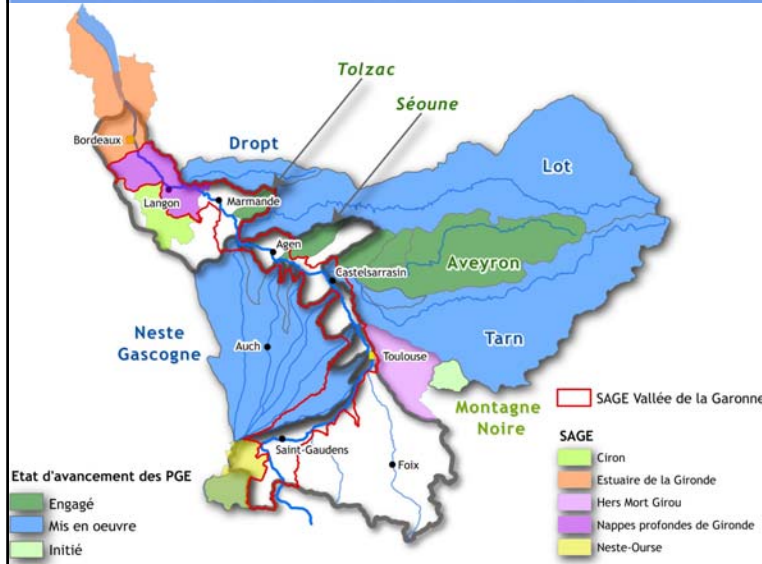 Tolzac
Séoune
Bordeaux
Dropt
Lot
Langon
Marmande
Agen
Aveyron
Castelsarrasin
Neste
Gascogne
Tarn
Auch
Toulouse
Montagne
Noire
SAGE Vallée de la Garonne
Saint-Gaudens
Foix
Etat d'avancement des PGE
Engagé
Mis en oeuvre
Initié
SAGE
Ciron
Estuaire de la Gironde
Hers Mort Girou
Nappes profondes de Gironde
Neste-Ourse